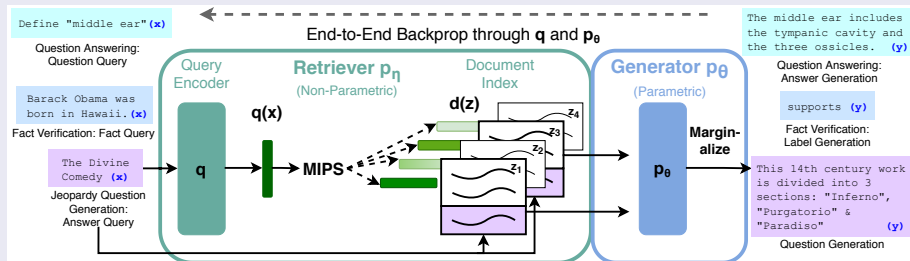 End-to-End Backprop through q and pθ
Define "middle ear"(x)
Question Answering:
Question Query
Barack Obama was
born in Hawaii.(x)
Fact Verification: Fact Query
The Divine
Comedy (x)
Jeopardy Question
Generation:
Answer Query
Query
Encoder
q
q(x)
Retriever pη
(Non-Parametric)
MIPS
Document
Index
d(z)
z4
z3
z2
z1
Generator pθ
(Parametric)
pθ
Margin-
alize
The middle ear includes
the tympanic cavity and
the three ossicles. (y)
Question Answering:
Answer Generation
supports (y)
Fact Verification:
Label Generation
This 14th century work
is divided into 3
sections: "Inferno",
"Purgatorio" &
"Paradiso" (y)
Question Generation